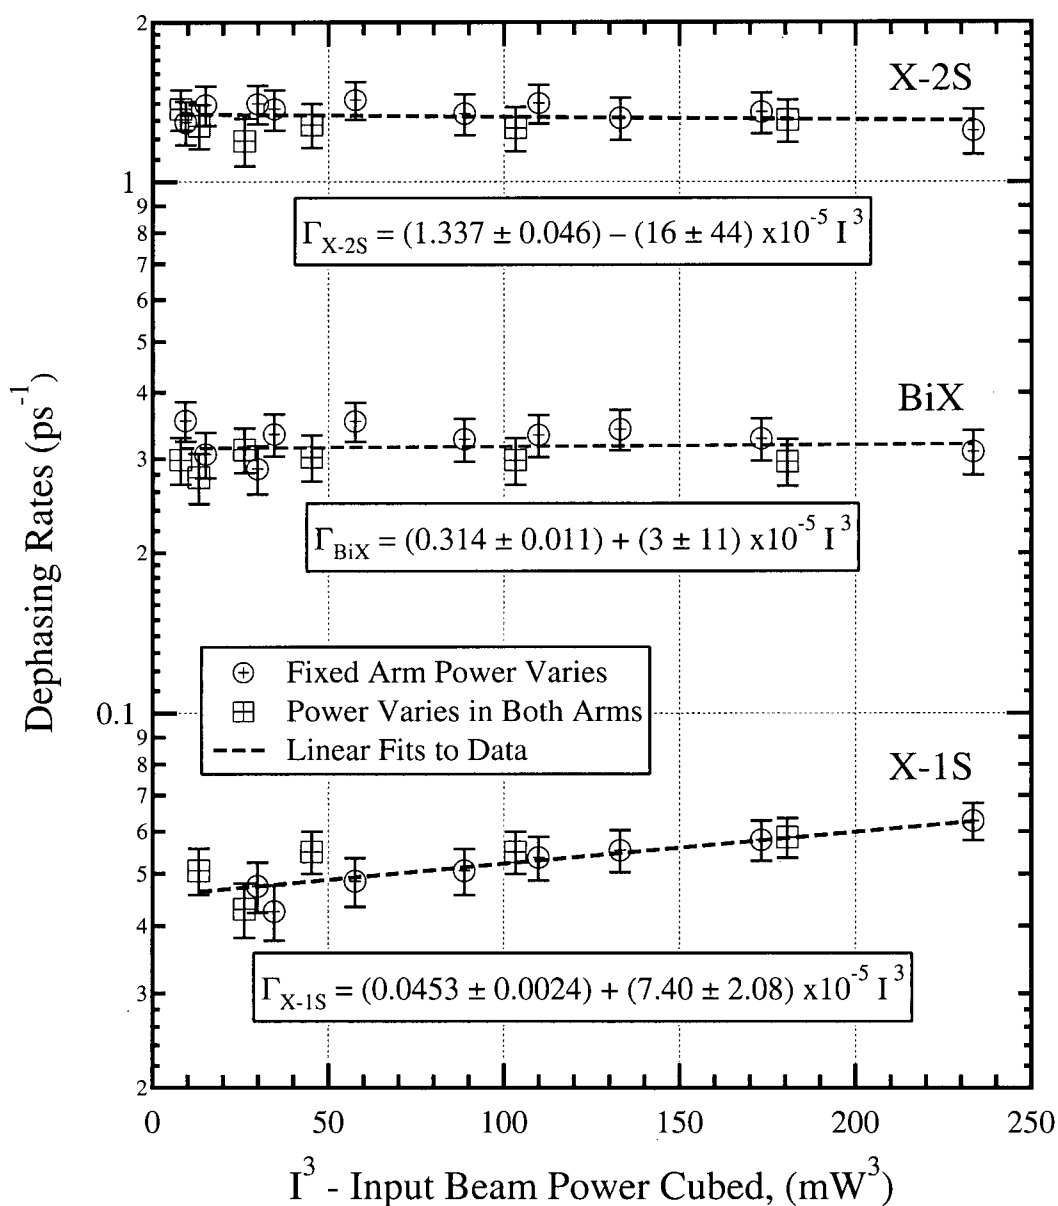 2
X-2S
1
9
8
7
6
5
4
3
2
Γ_X-2S = (1.337 ± 0.046) – (16 ± 44) x10^-5 I^3
BiX
Γ_BiX = (0.314 ± 0.011) + (3 ± 11) x10^-5 I^3
Dephasing Rates (ps^-1)
Fixed Arm Power Varies
Power Varies in Both Arms
Linear Fits to Data
0.1
9
8
7
6
5
4
3
2
X-1S
Γ_X-1S = (0.0453 ± 0.0024) + (7.40 ± 2.08) x10^-5 I^3
0 50 100 150 200 250
I^3 - Input Beam Power Cubed, (mW^3)